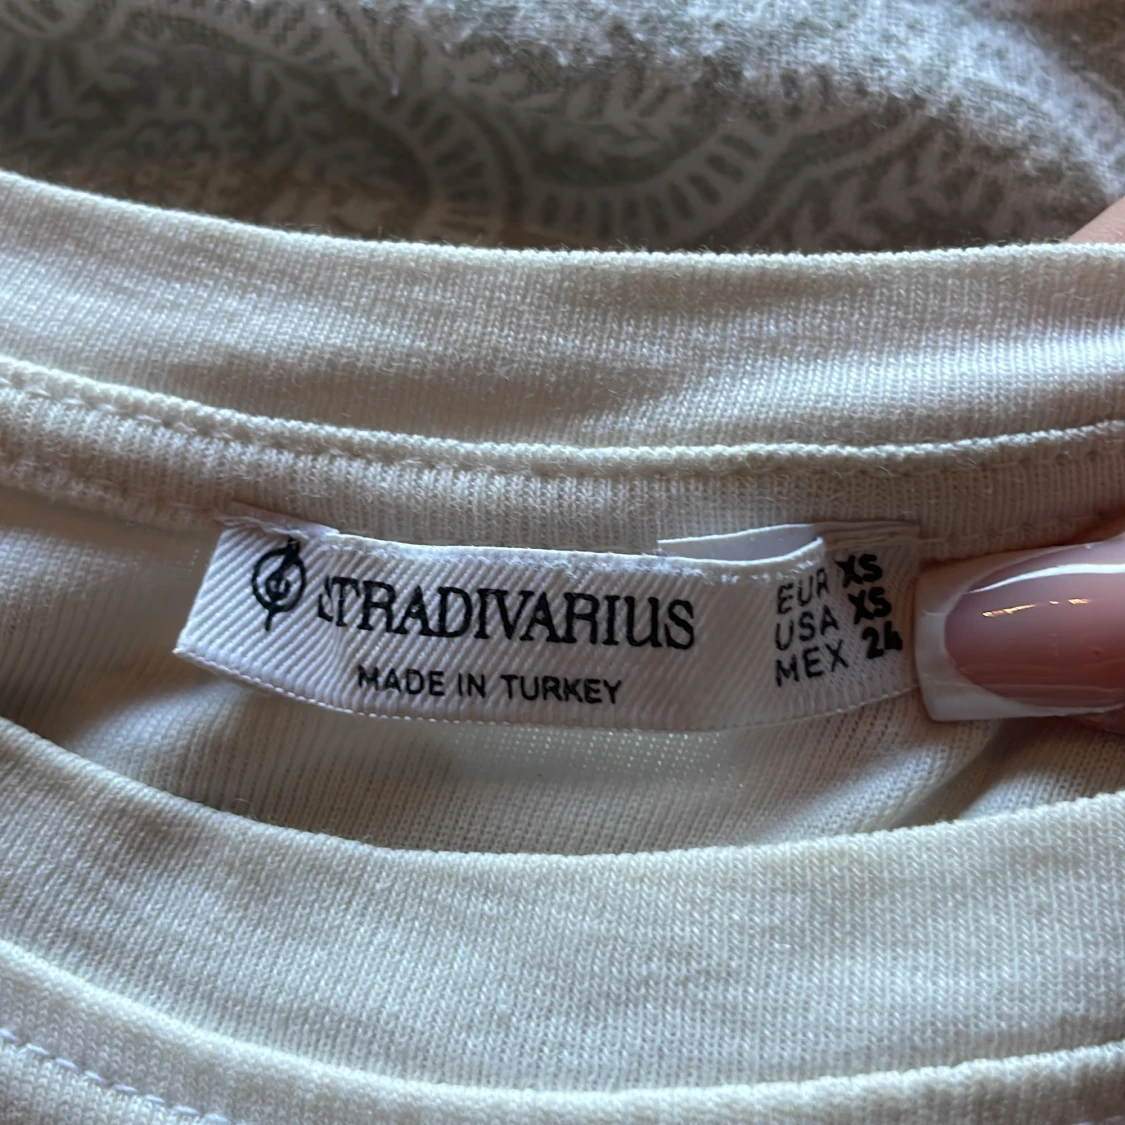 STRADIVARIUS
MADE IN TURKEY
EUR XS
USA XS
MEX 24